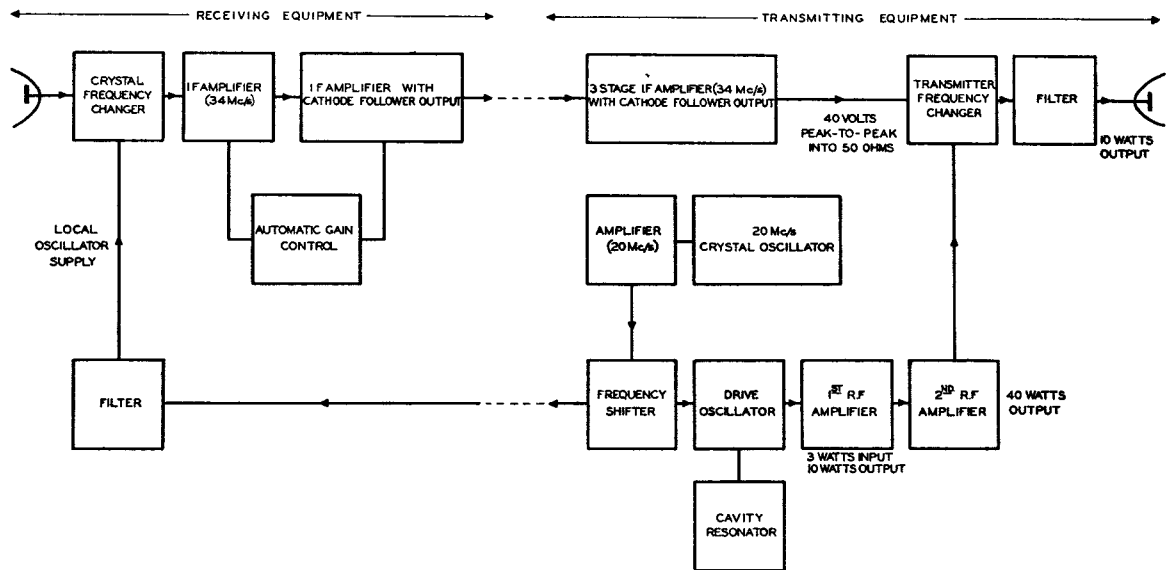 RECEIVING EQUIPMENT
TRANSMITTING EQUIPMENT
CRYSTAL
FREQUENCY
CHANGER
I F AMPLIFIER
(34 Mc/s)
I F AMPLIFIER WITH
CATHODE FOLLOWER OUTPUT
3 STAGE I F AMPLIFIER (34 Mc/s)
WITH CATHODE FOLLOWER OUTPUT
40 VOLTS
PEAK-TO-PEAK
INTO 50 OHMS
TRANSMITTER
FREQUENCY
CHANGER
FILTER
10 WATTS
OUTPUT
LOCAL
OSCILLATOR
SUPPLY
AUTOMATIC GAIN
CONTROL
AMPLIFIER
(20 Mc/s)
20 Mc/s
CRYSTAL OSCILLATOR
FILTER
FREQUENCY
SHIFTER
DRIVE
OSCILLATOR
1ST R.F
AMPLIFIER
3 WATTS INPUT
10 WATTS OUTPUT
2ND R.F
AMPLIFIER
40 WATTS
OUTPUT
CAVITY
RESONATOR